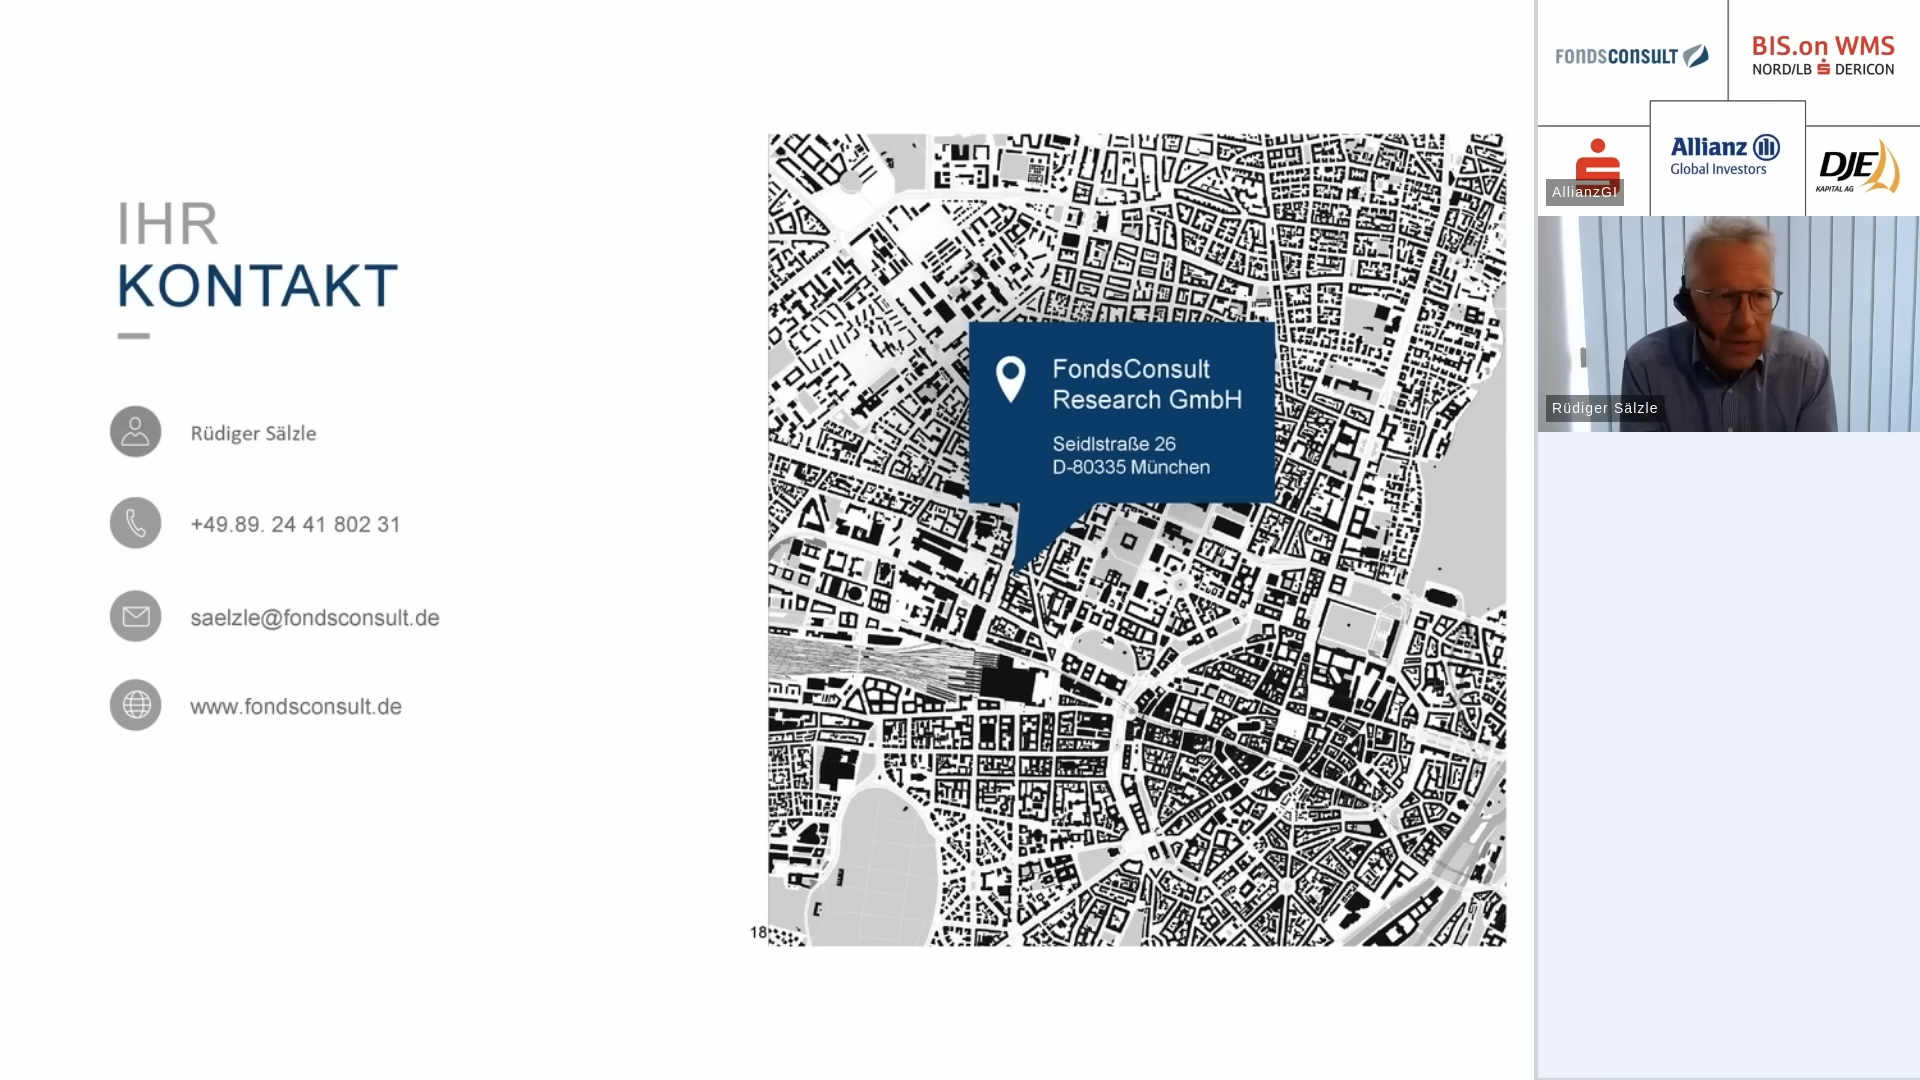 IHR
KONTAKT
Rüdiger Sälzle
+49.89. 24 41 802 31
saelzle@fondsconsult.de
www.fondsconsult.de
FondsConsult
Research GmbH
Seidlstraße 26
D-80335 München
18
FONDSCONSULT
BIS.on WMS
NORD/LB S DERICON
AllianzGI
Allianz
Global Investors
DJE
KAPITAL AG
Rüdiger Sälzle